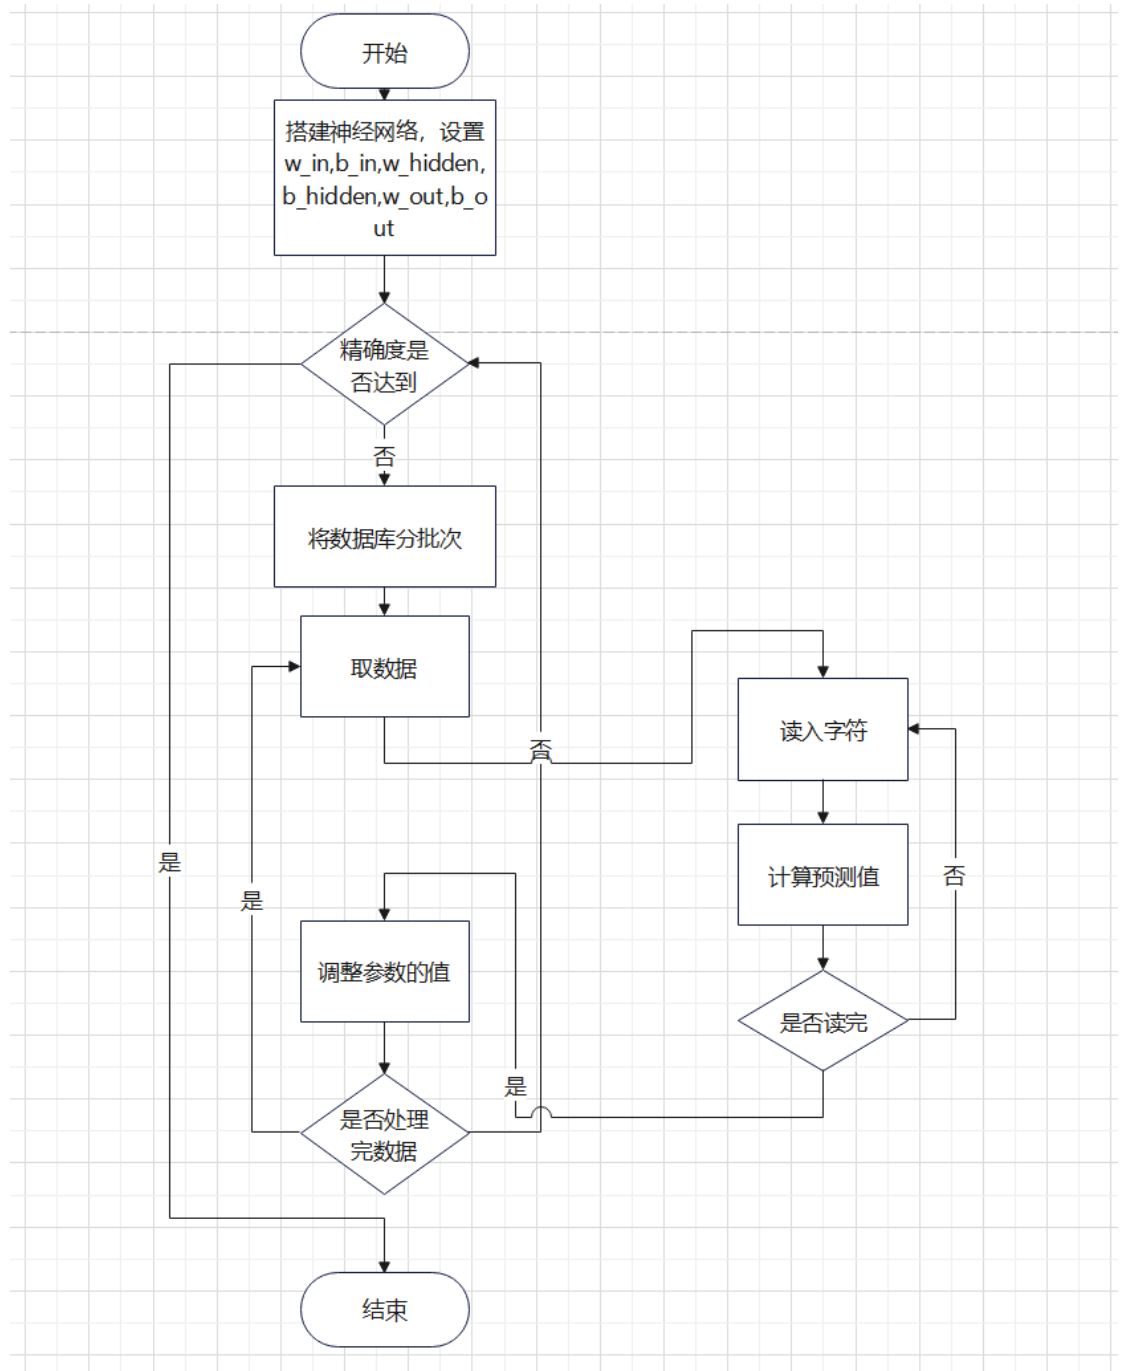 开始
搭建神经网络，设置
w_in,b_in,w_hidden,
b_hidden,w_out,b_o
ut
精确度是
否达到
否
将数据库分批次
取数据
读入字符
否
计算预测值
否
是
是
调整参数的值
是否读完
是
是否处理
完数据
结束